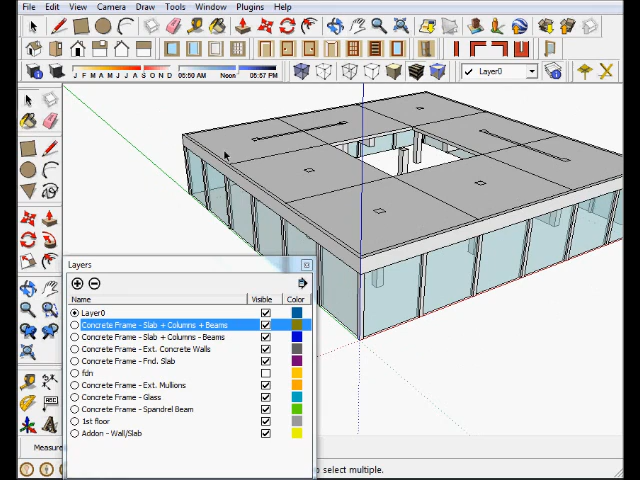 File Edit View Camera Draw Tools Window Plugins Help
J F M A M J J A S O N D 06:50 AM Noon 05:57 PM Layer0
Layers
Name Visible Color
Layer0
Concrete Frame - Slab + Columns + Beams
Concrete Frame - Slab + Columns - Beams
Concrete Frame - Ext. Concrete Walls
Concrete Frame - Fnd. Slab
fdn
Concrete Frame - Ext. Mullions
Concrete Frame - Glass
Concrete Frame - Spandrel Beam
1st floor
Addon - Wall/Slab
ABC
Measure
o select multiple.